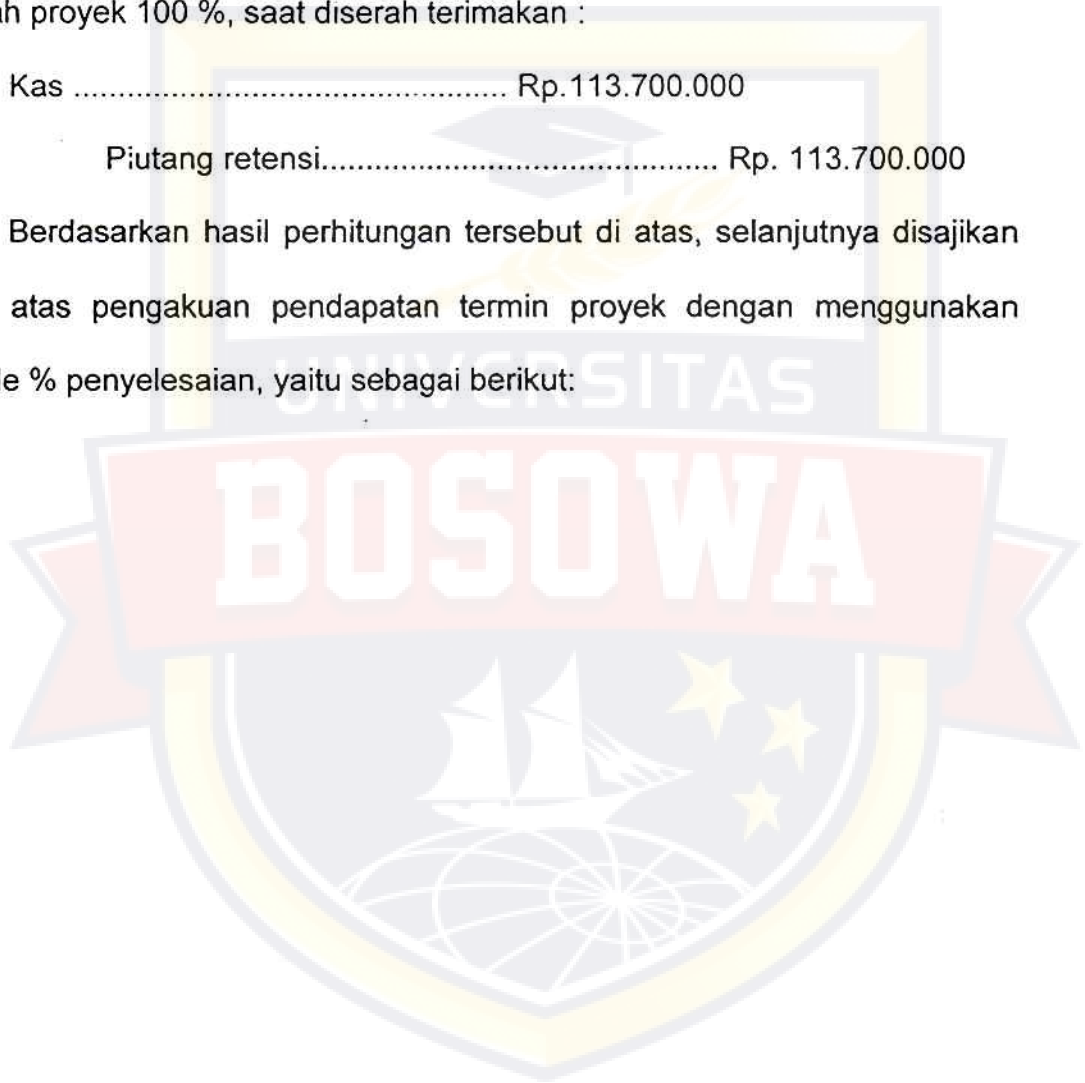 ah proyek 100 %, saat diserah terimakan :
Kas ................................................ Rp.113.700.000
Piutang retensi............................................ Rp. 113.700.000
Berdasarkan hasil perhitungan tersebut di atas, selanjutnya disajikan
atas pengakuan pendapatan termin proyek dengan menggunakan
le % penyelesaian, yaitu sebagai berikut:
UNIVERSITAS
BOSOWA